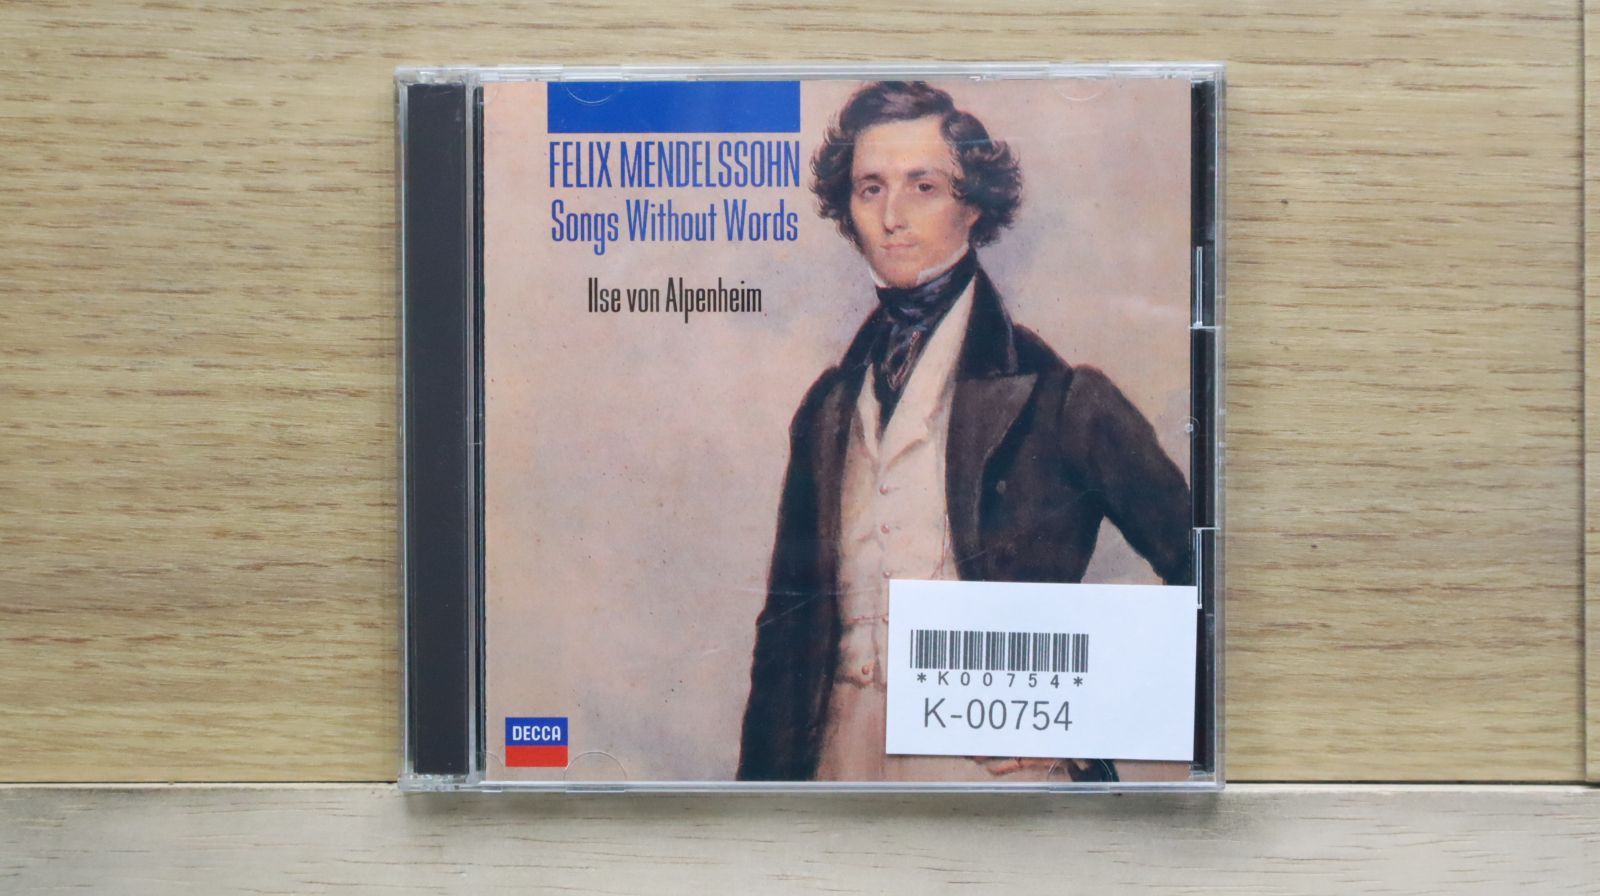 FELIX MENDELSSOHN
Songs Without Words
Ilse von Alpenheim
DECCA
*K00754*
K-00754